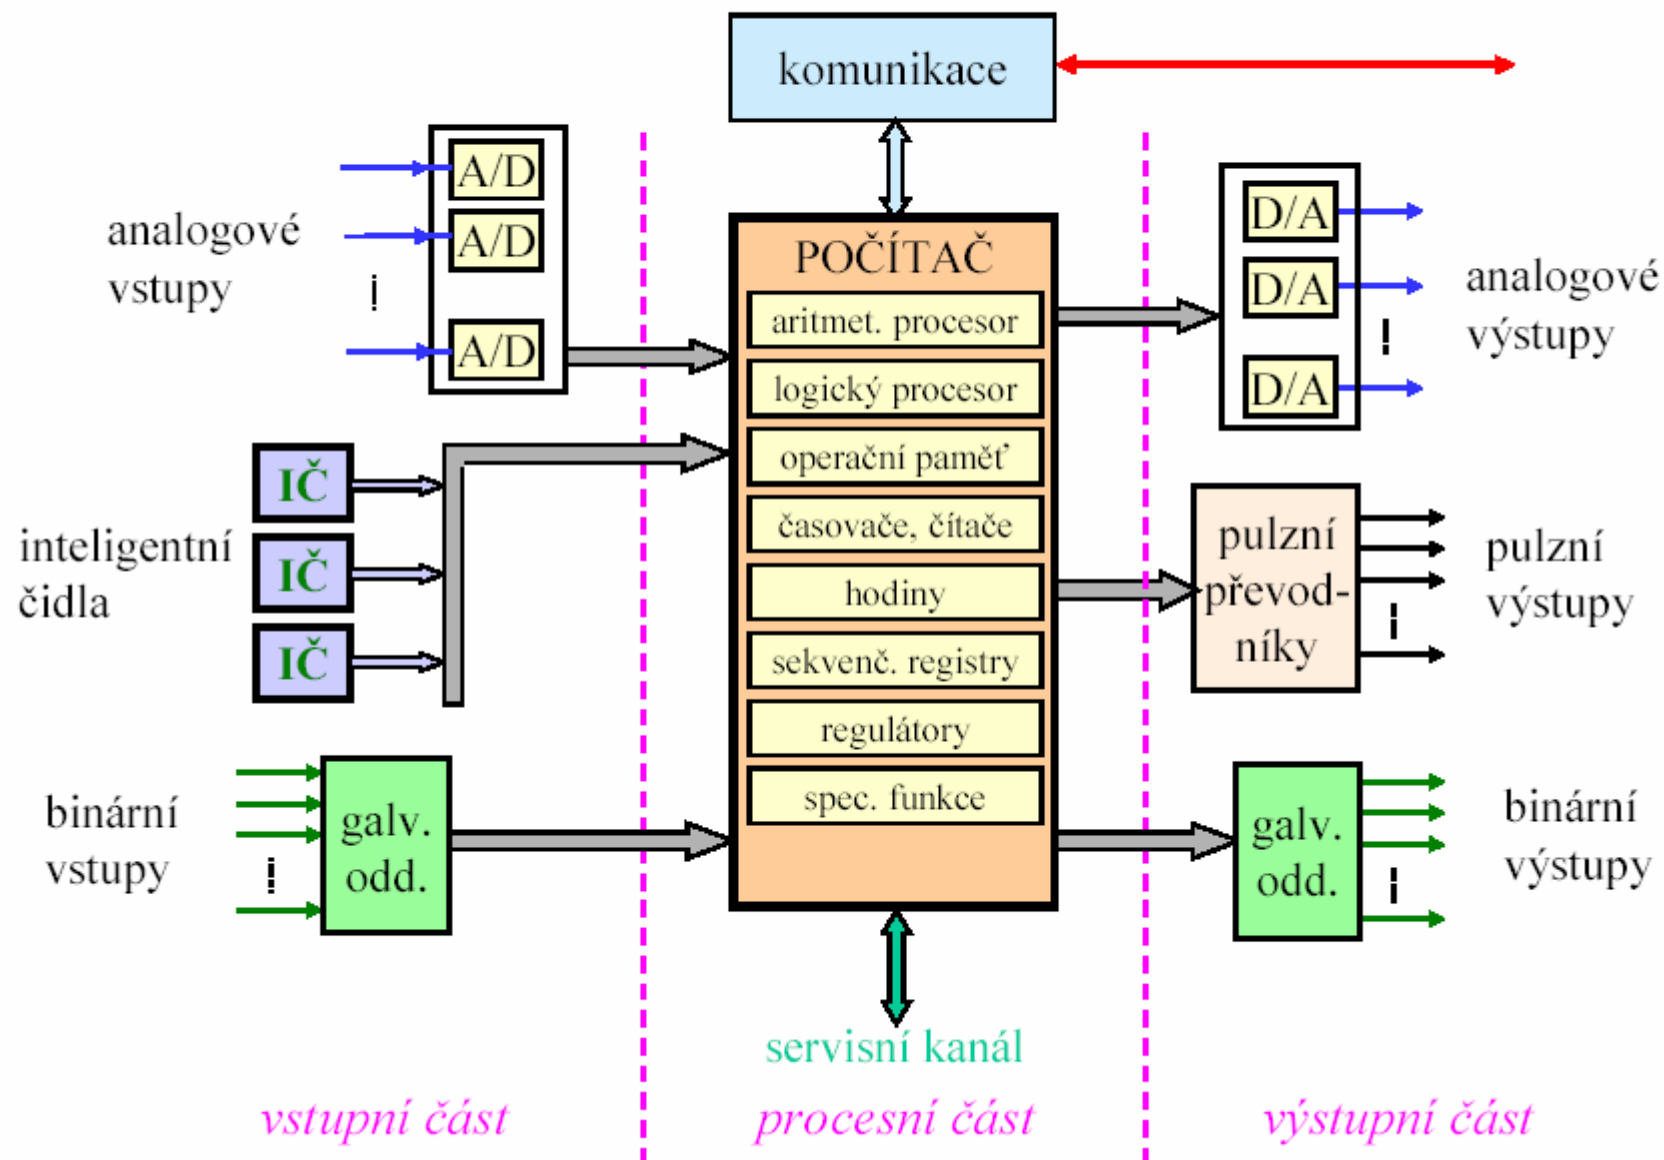 komunikace
analogové
vstupy
A/D
A/D
A/D
inteligentní
čidla
IČ
IČ
IČ
binární
vstupy
galv.
odd.
POČÍTAČ
aritmet. procesor
logický procesor
operační paměť
časovače, čítače
hodiny
sekvenč. registry
regulátory
spec. funkce
servisní kanál
D/A
D/A
D/A
analogové
výstupy
pulzní
převod-
níky
pulzní
výstupy
galv.
odd.
binární
výstupy
vstupní část
procesní část
výstupní část